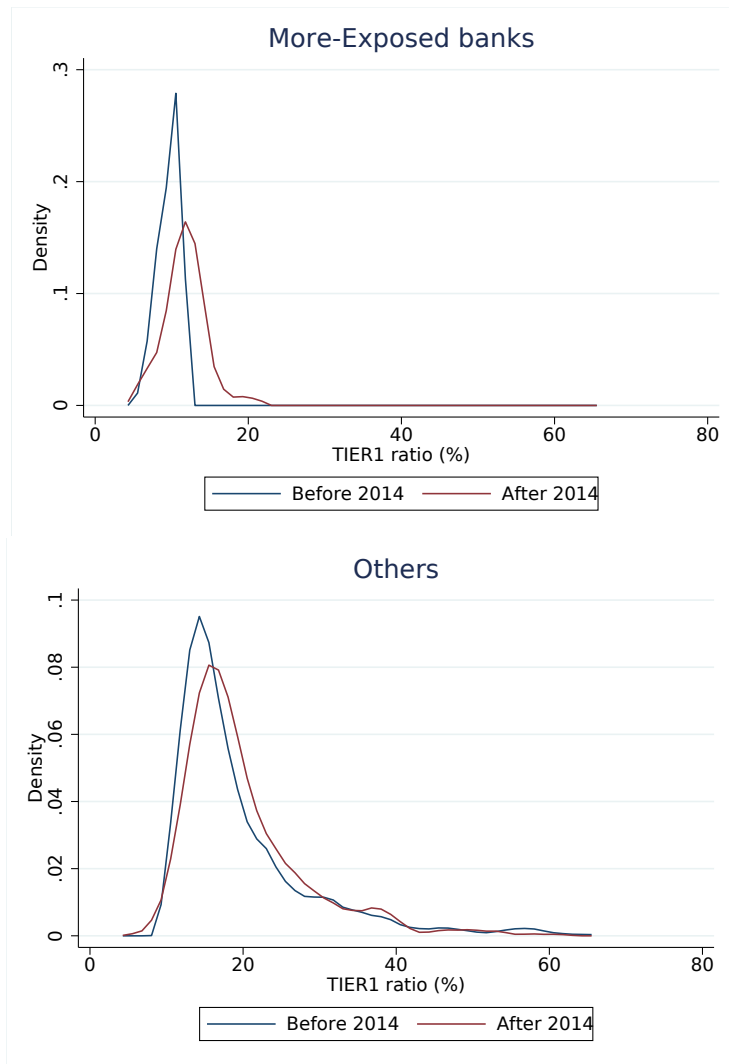 More-Exposed banks
.3
.2
.1
0
Density
0 20 40 60 80
TIER1 ratio (%)
Before 2014 After 2014
Others
.1
.08
.06
.04
.02
0
Density
0 20 40 60 80
TIER1 ratio (%)
Before 2014 After 2014